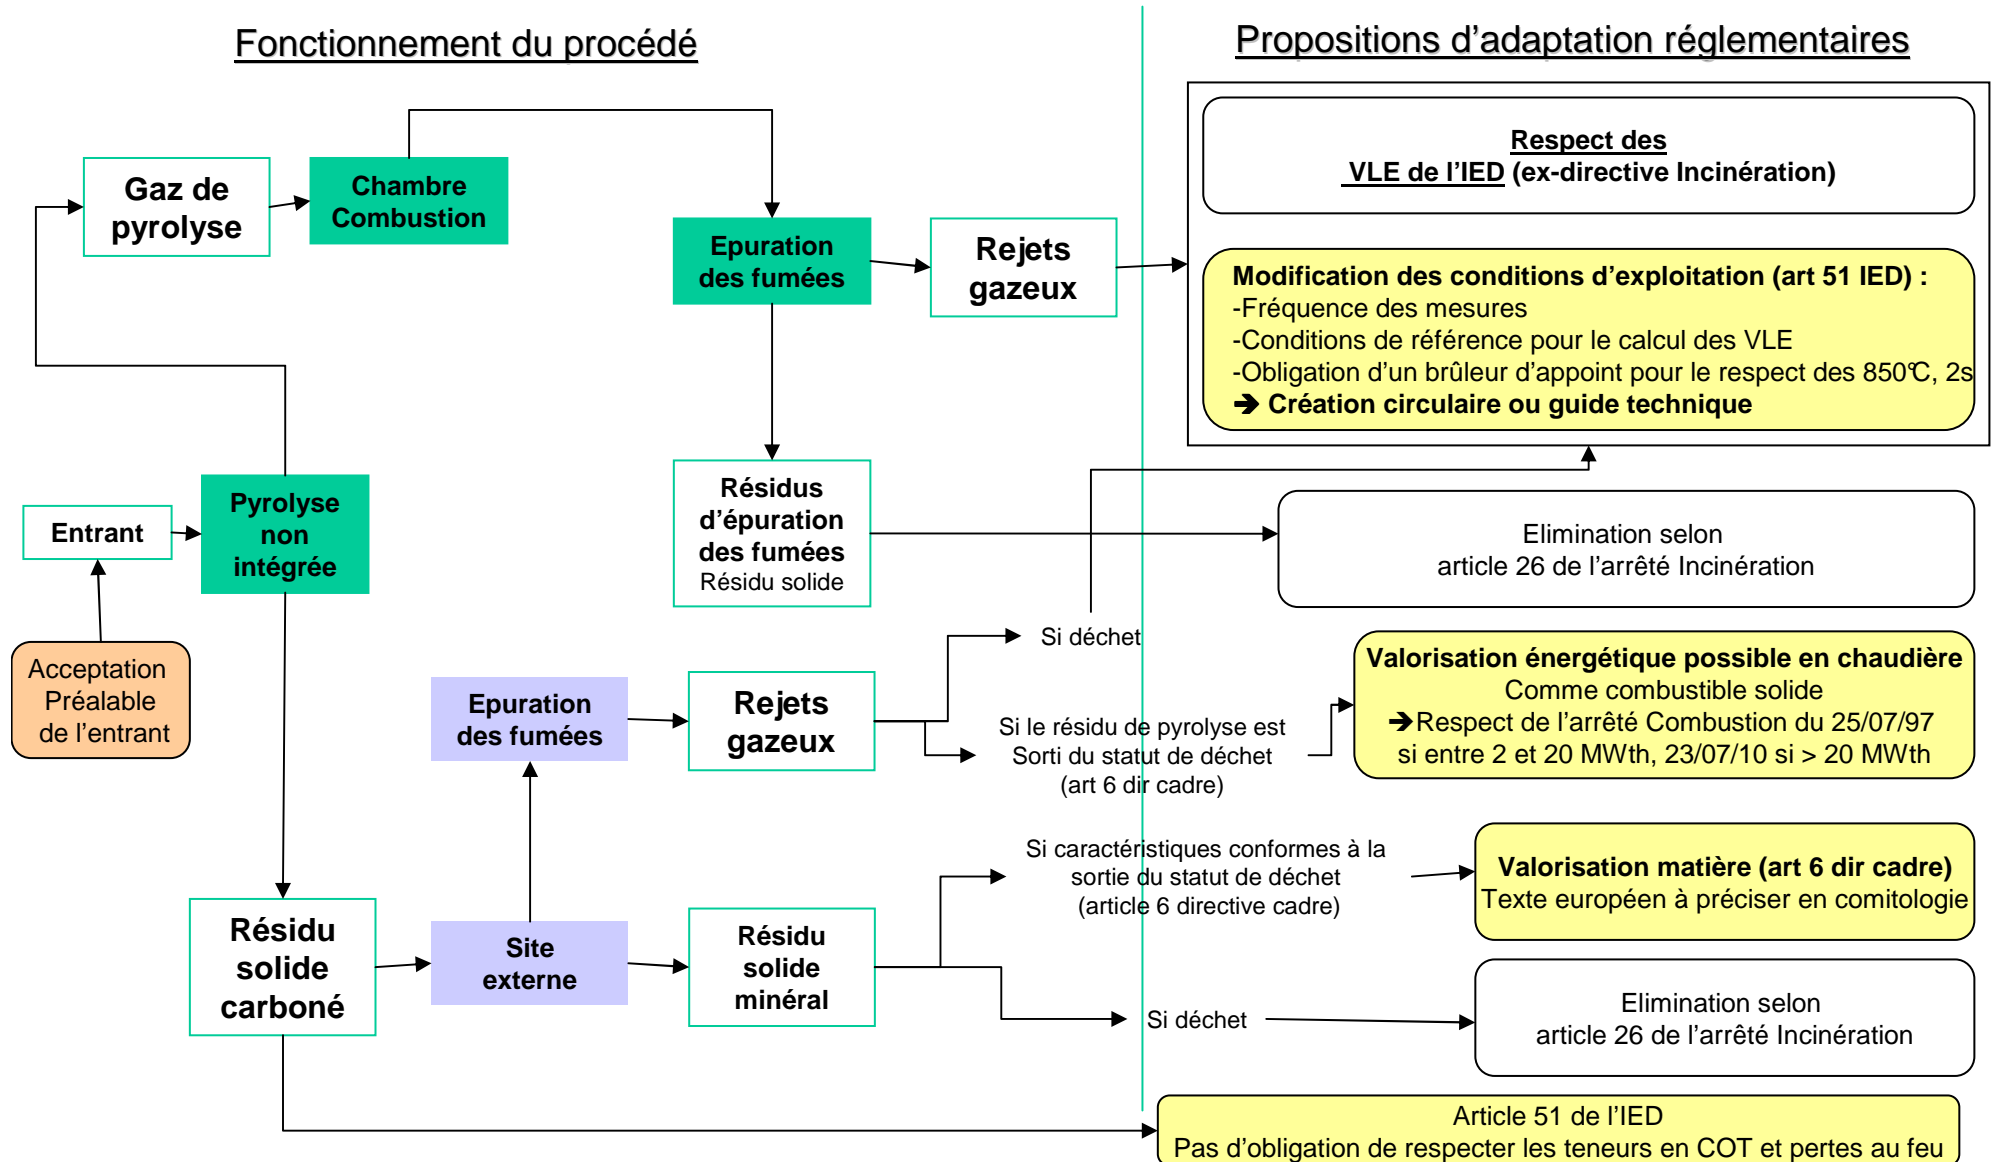 Fonctionnement du procédé
Propositions d'adaptation réglementaires
Gaz de
pyrolyse
Chambre
Combustion
Epuration
des fumées
Rejets
gazeux
Respect des
VLE de l'IED (ex-directive Incinération)
Modification des conditions d'exploitation (art 51 IED) :
-Fréquence des mesures
-Conditions de référence pour le calcul des VLE
-Obligation d'un brûleur d'appoint pour le respect des 850°C, 2s
➔ Création circulaire ou guide technique
Entrant
Pyrolyse
non
intégrée
Résidus
d'épuration
des fumées
Résidu solide
Elimination selon
article 26 de l'arrêté Incinération
Acceptation
Préalable
de l'entrant
Epuration
des fumées
Rejets
gazeux
Si déchet
Si le résidu de pyrolyse est
Sorti du statut de déchet
(art 6 dir cadre)
Valorisation énergétique possible en chaudière
Comme combustible solide
➔Respect de l'arrêté Combustion du 25/07/97
si entre 2 et 20 MWth, 23/07/10 si > 20 MWth
Résidu
solide
carboné
Site
externe
Résidu
solide
minéral
Si caractéristiques conformes à la
sortie du statut de déchet
(article 6 directive cadre)
Valorisation matière (art 6 dir cadre)
Texte européen à préciser en comitologie
Si déchet
Elimination selon
article 26 de l'arrêté Incinération
Article 51 de l'IED
Pas d'obligation de respecter les teneurs en COT et pertes au feu